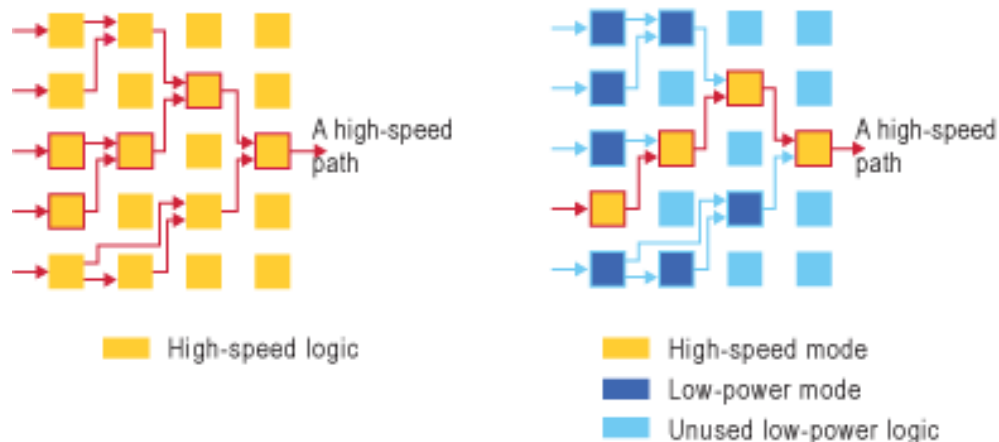 A high-speed
path
A high-speed
path
High-speed logic
High-speed mode
Low-power mode
Unused low-power logic